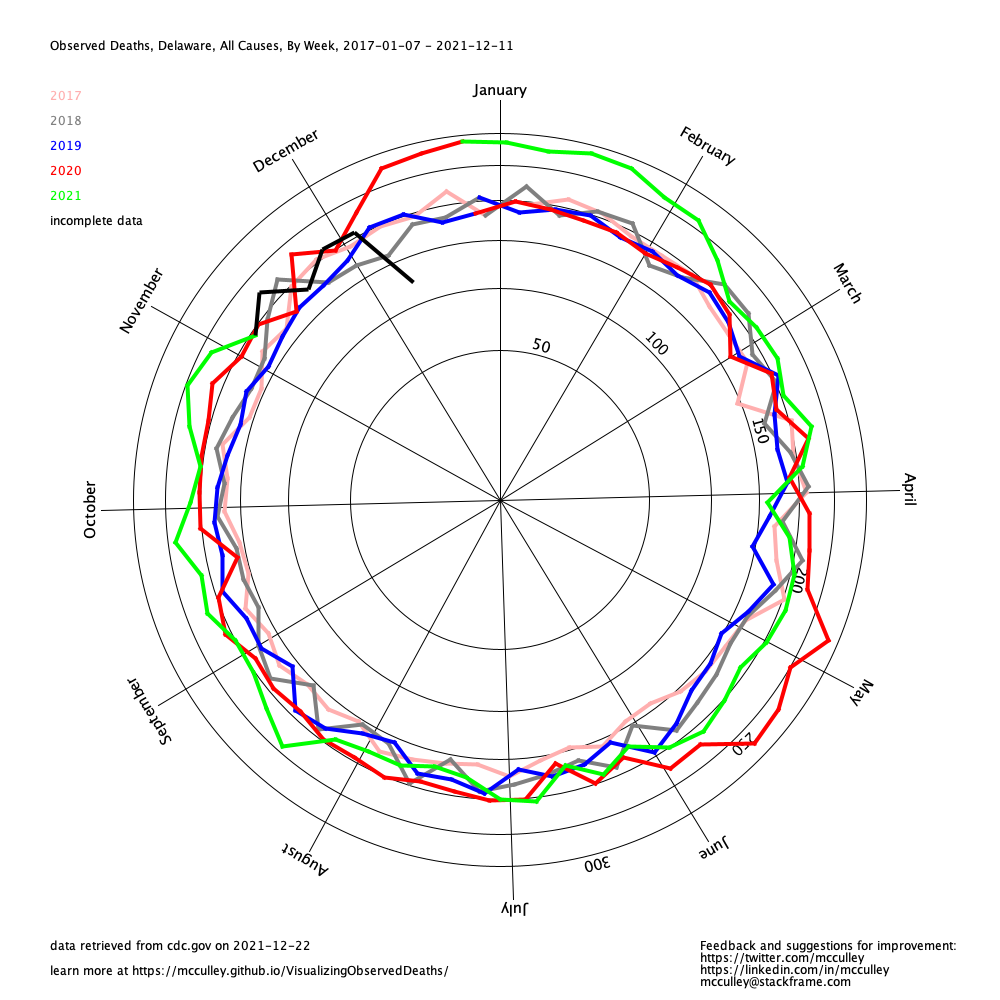 Observed Deaths, Delaware, All Causes, By Week, 2017-01-07 - 2021-12-11
January
2017
2018
2019
2020
2021
incomplete data
December
February
November
March
50
100
150
October
April
200
September
May
250
300
August
June
July
data retrieved from cdc.gov on 2021-12-22
learn more at https://mcculley.github.io/VisualizingObservedDeaths/
Feedback and suggestions for improvement:
https://twitter.com/mcculley
https://linkedin.com/in/mcculley
mcculley@stackframe.com